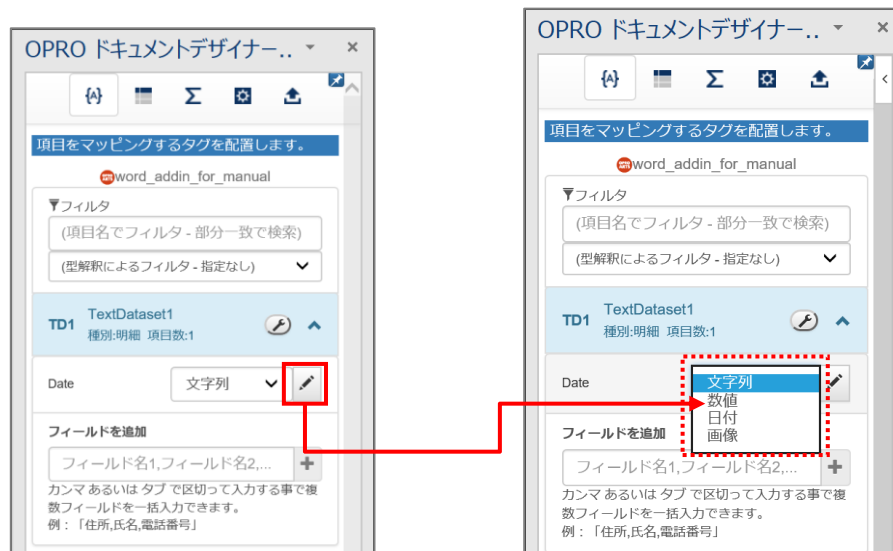 OPRO ドキュメントデザイナー..
項目をマッピングするタグを配置します。
word_addin_for_manual
フィルタ
(項目名でフィルタ - 部分一致で検索)
(型解釈によるフィルタ - 指定なし)
TD1
TextDataset1
種別:明細 項目数:1
Date
文字列
フィールドを追加
フィールド名1,フィールド名2,...
カンマ あるいは タブ で区切って入力する事で複
数フィールドを一括入力できます。
例：「住所,氏名,電話番号」
OPRO ドキュメントデザイナー..
項目をマッピングするタグを配置します。
word_addin_for_manual
フィルタ
(項目名でフィルタ - 部分一致で検索)
(型解釈によるフィルタ - 指定なし)
TD1
TextDataset1
種別:明細 項目数:1
Date
文字列
数値
日付
画像
フィールドを追加
フィールド名1,フィールド名2,...
カンマ あるいは タブ で区切って入力する事で複
数フィールドを一括入力できます。
例：「住所,氏名,電話番号」